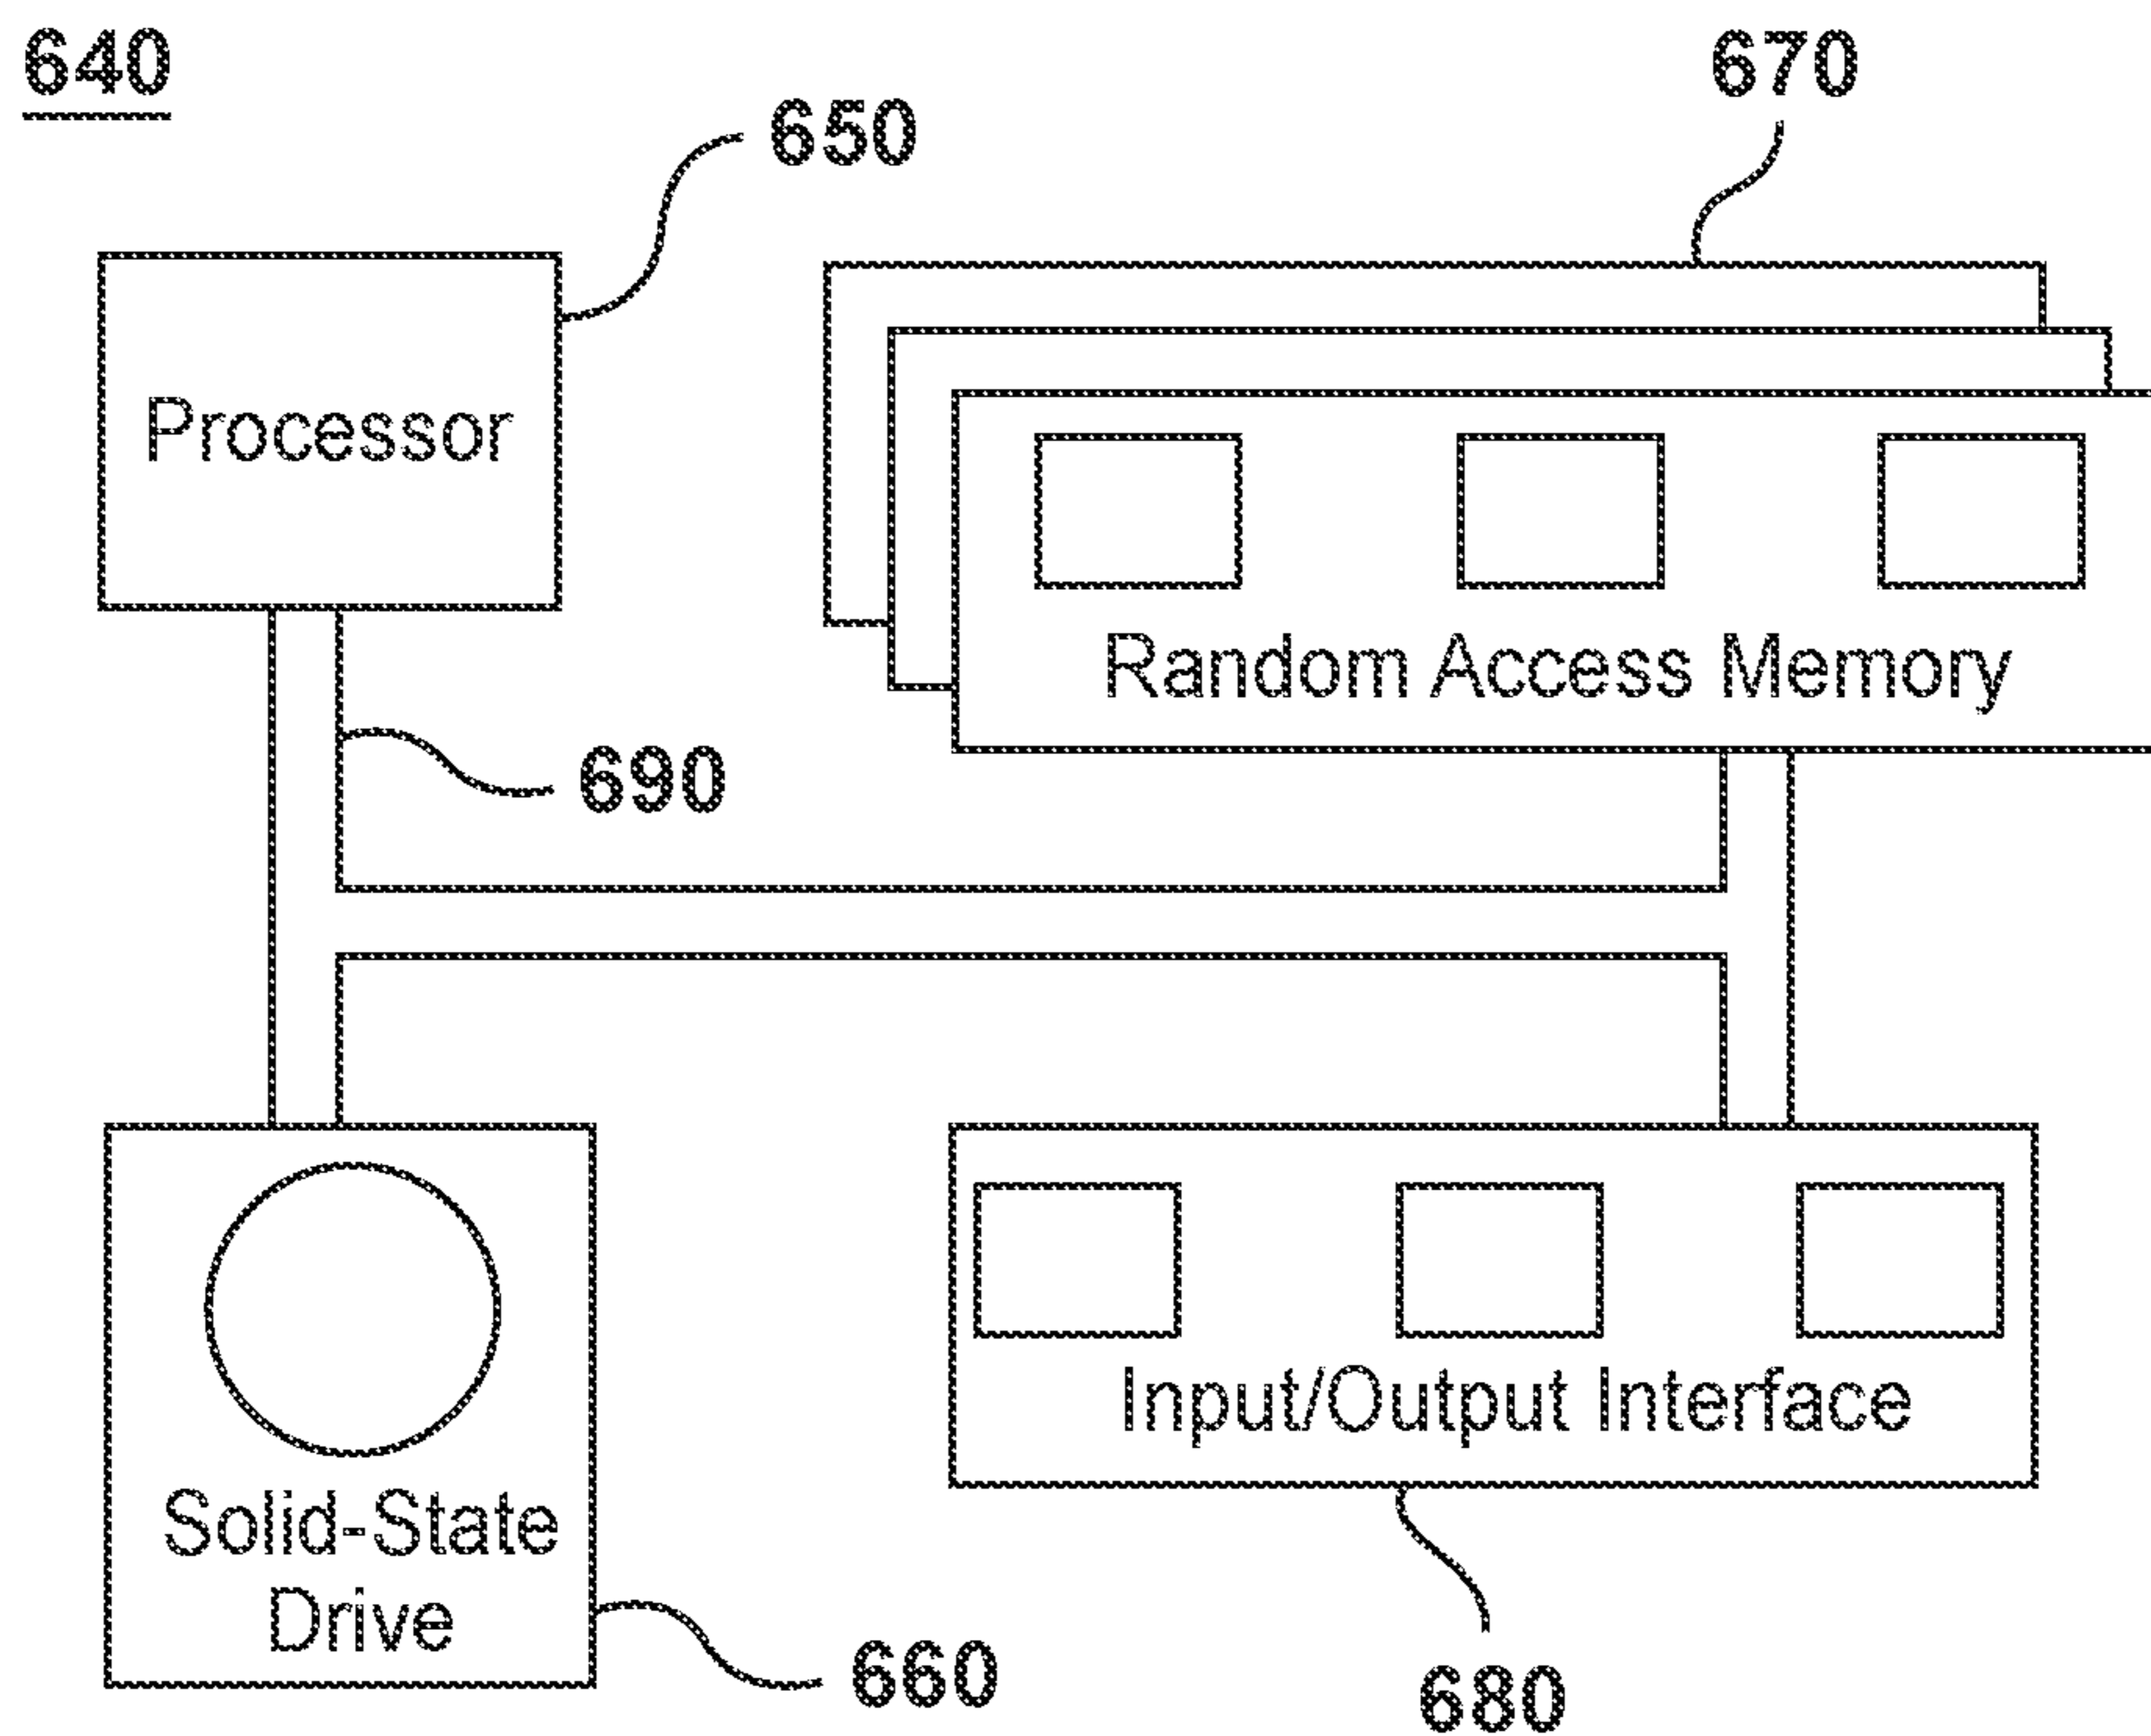 640
670
650
Processor
Random Access Memory
690
Input/Output Interface
Solid-State
Drive
660
680